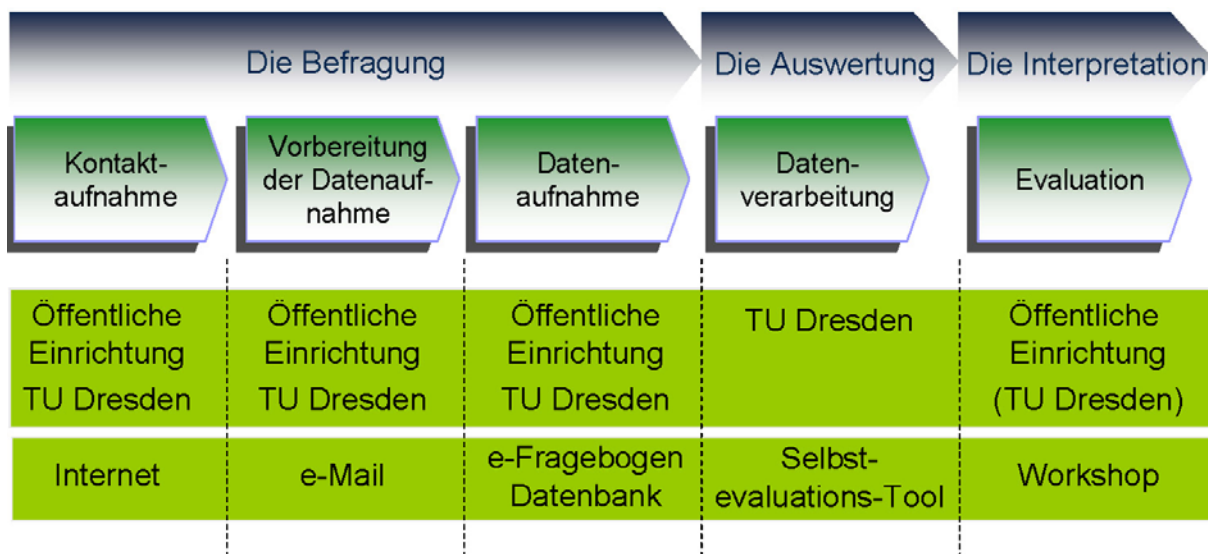 Die Befragung
Die Auswertung
Die Interpretation
Kontakt-
aufnahme
Vorbereitung
der Datenauf-
nahme
Daten-
aufnahme
Daten-
verarbeitung
Evaluation
Öffentliche
Einrichtung
TU Dresden
Öffentliche
Einrichtung
TU Dresden
Öffentliche
Einrichtung
TU Dresden
TU Dresden
Öffentliche
Einrichtung
(TU Dresden)
Internet
e-Mail
e-Fragebogen
Datenbank
Selbst-
evaluations-Tool
Workshop